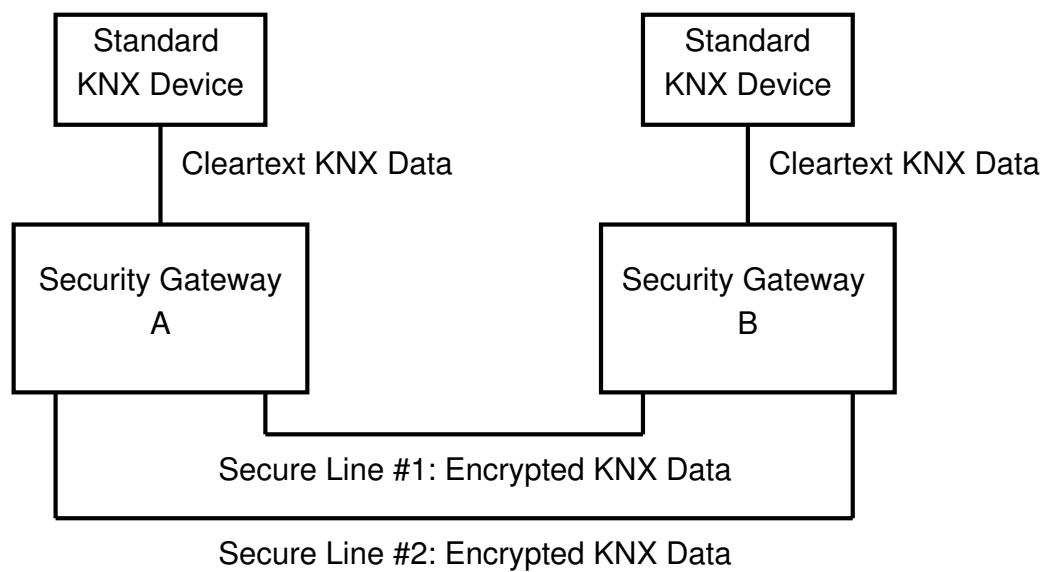 Standard
KNX Device
Standard
KNX Device
Cleartext KNX Data
Cleartext KNX Data
Security Gateway
A
Security Gateway
B
Secure Line #1: Encrypted KNX Data
Secure Line #2: Encrypted KNX Data